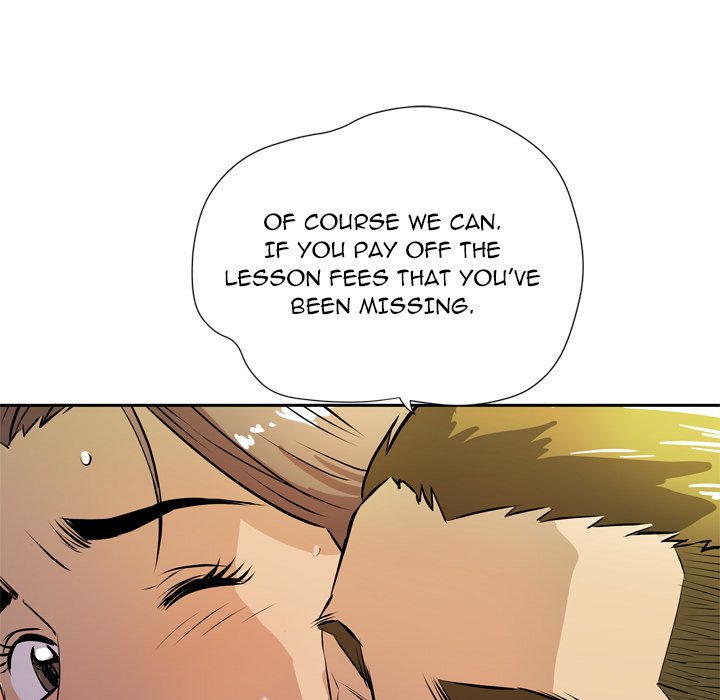 OF COURSE WE CAN.
IF YOU PAY OFF THE
LESSON FEES THAT YOU'VE
BEEN MISSING.